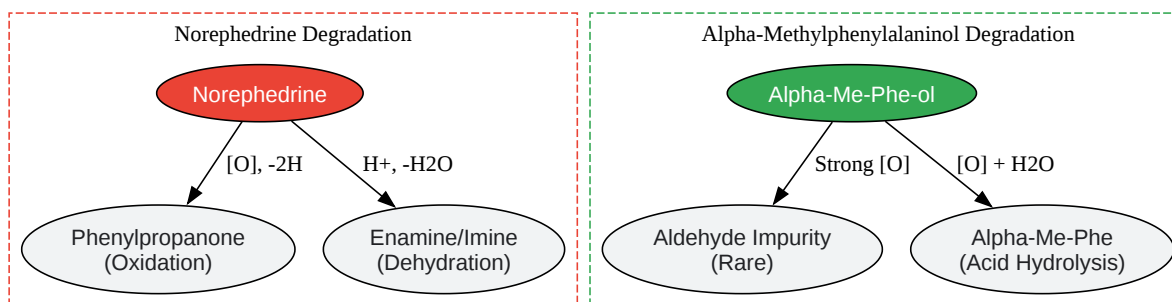 Norephedrine Degradation
Norephedrine
[O], -2H
H+, -H2O
Phenylpropanone
(Oxidation)
Enamine/Imine
(Dehydration)
Alpha-Methylphenylalaninol Degradation
Alpha-Me-Phe-ol
Strong [O]
[O] + H2O
Aldehyde Impurity
(Rare)
Alpha-Me-Phe
(Acid Hydrolysis)